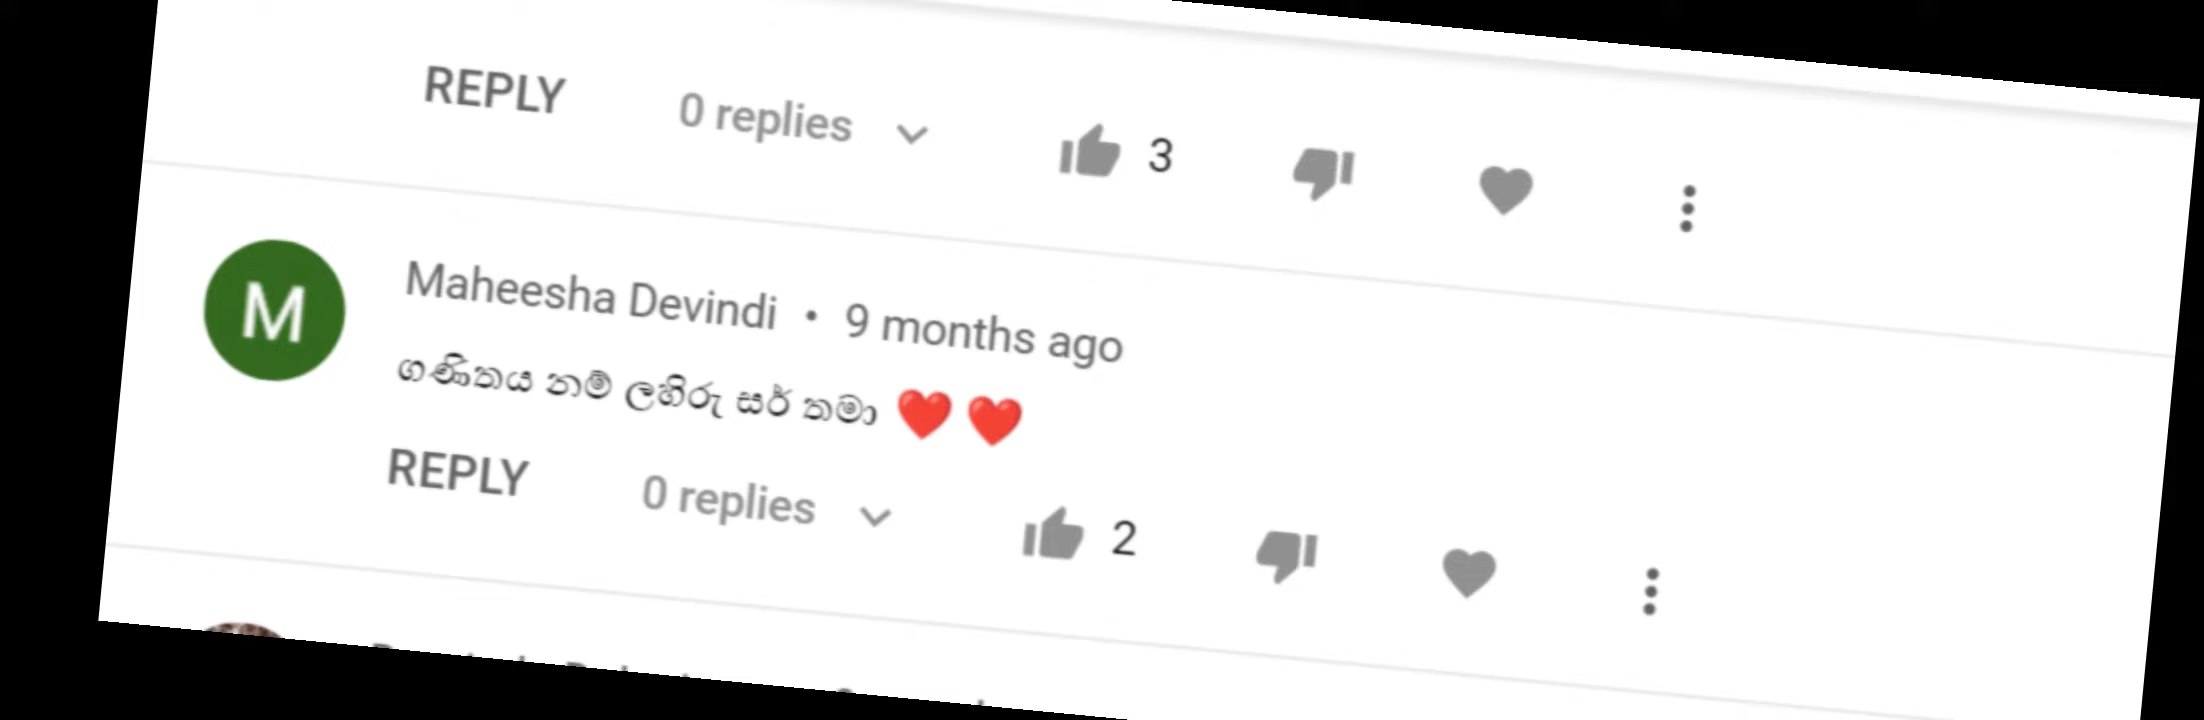 REPLY 0 replies 3
M
Maheesha Devindi • 9 months ago
ගණිතය නම් ලහිරු සර් තමා ❤️ ❤️
REPLY 0 replies 2